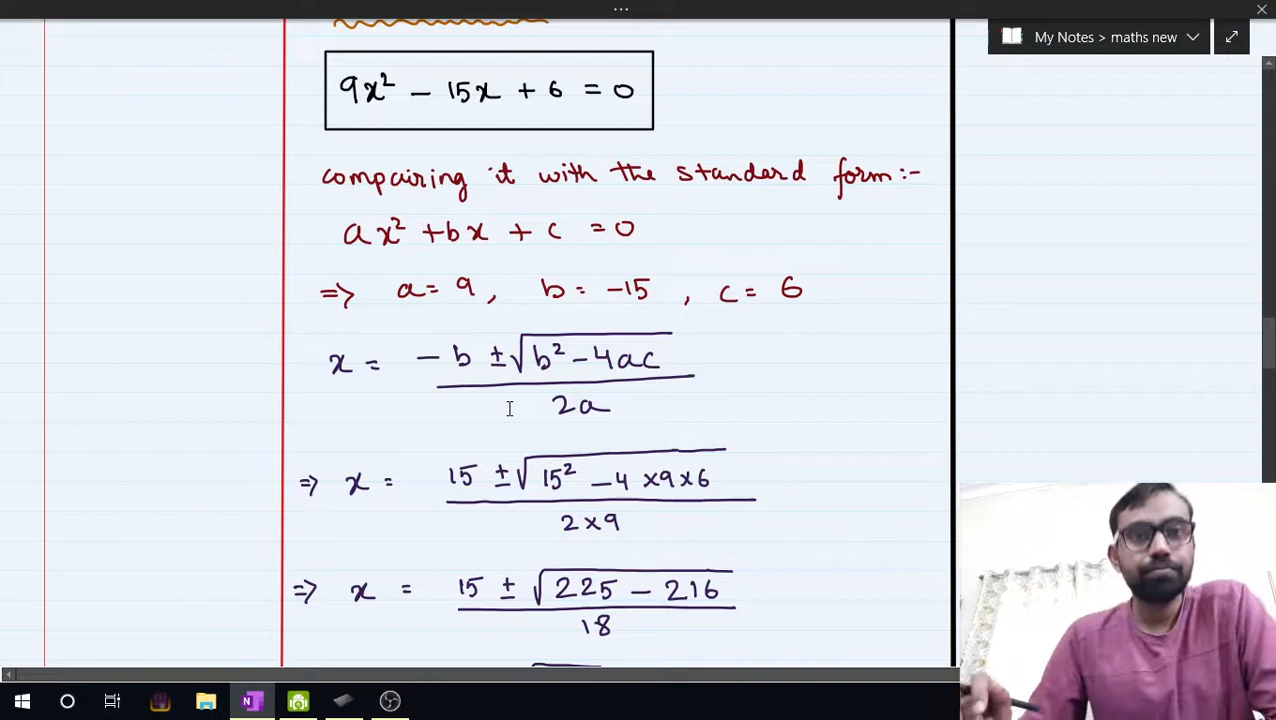 ...
My Notes > maths new
9x² − 15x + 6 = 0
compairing it with the standard form :-
ax² + bx + c = 0
=> a = 9 , b = −15 , c = 6
x = −b ± √(b² − 4ac) / 2a
=> x = 15 ± √(15² − 4 × 9 × 6) / 2 × 9
=> x = 15 ± √(225 − 216) / 18